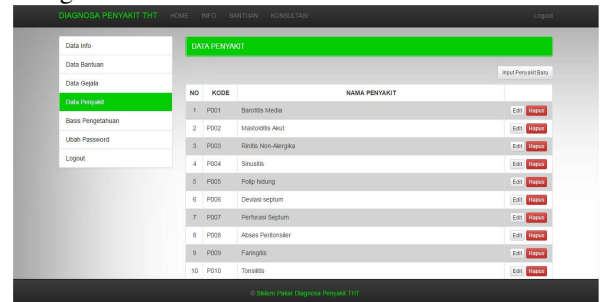 DIAGNOSA PENYAKIT THT HOME INFO BANTUAN KONSULTASI Logout
Data Info
Data Bantuan
Data Gejala
Data Penyakit
Basis Pengetahuan
Ubah Password
Logout
DATA PENYAKIT
Input Penyakit Baru
NO KODE NAMA PENYAKIT
1 P001 Barotitis Media Edit Hapus
2 P002 Mastoiditis Akut Edit Hapus
3 P003 Rinitis Non-Alergika Edit Hapus
4 P004 Sinusitis Edit Hapus
5 P005 Polip hidung Edit Hapus
6 P006 Deviasi septum Edit Hapus
7 P007 Perforasi Septum Edit Hapus
8 P008 Abses Peritonsiler Edit Hapus
9 P009 Faringitis Edit Hapus
10 P010 Tonsilitis Edit Hapus
© Sistem Pakar Diagnosa Penyakit THT